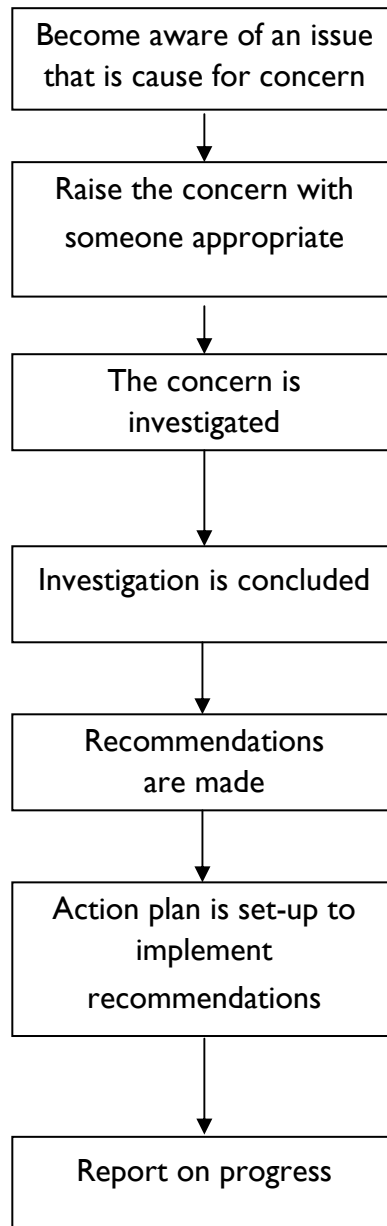 Become aware of an issue
that is cause for concern
Raise the concern with
someone appropriate
The concern is
investigated
Investigation is concluded
Recommendations
are made
Action plan is set-up to
implement
recommendations
Report on progress